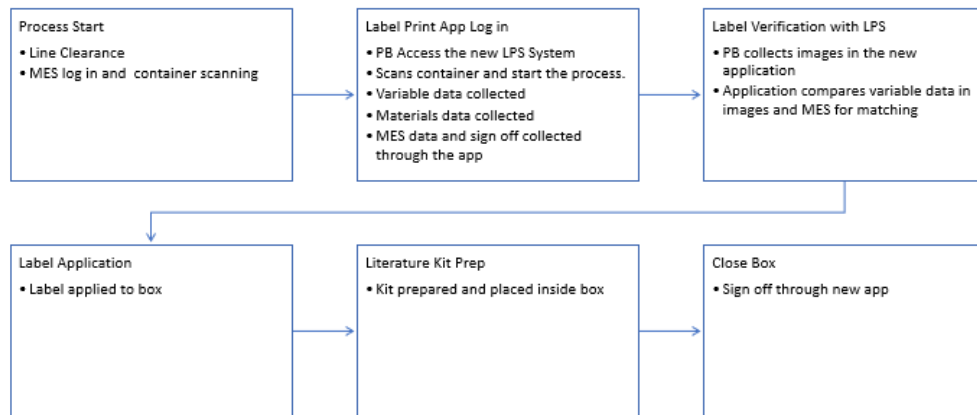 Process Start
• Line Clearance
• MES log in and container scanning
Label Print App Log in
• PB Access the new LPS System
• Scans container and start the process.
• Variable data collected
• Materials data collected
• MES data and sign off collected
through the app
Label Verification with LPS
• PB collects images in the new
application
• Application compares variable data in
images and MES for matching
Label Application
• Label applied to box
Literature Kit Prep
• Kit prepared and placed inside box
Close Box
• Sign off through new app